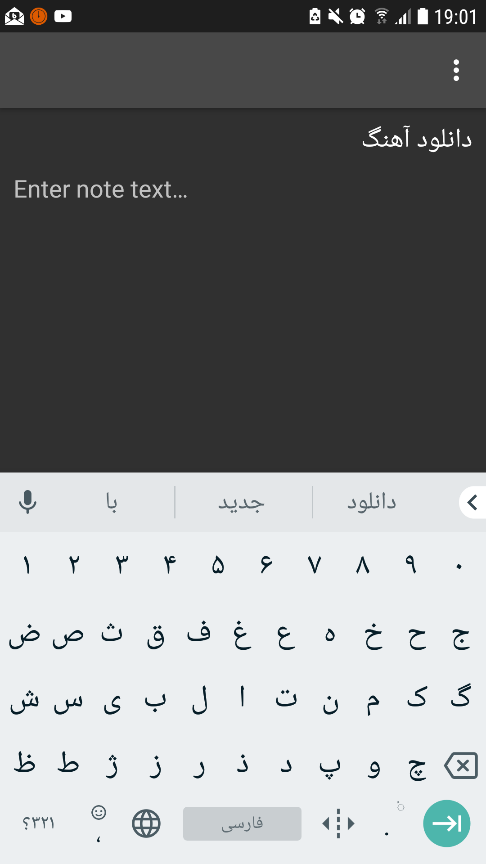 19:01
دانلود آهنگ
Enter note text...
با جدید دانلود
۱ ۲ ۳ ۴ ۵ ۶ ۷ ۸ ۹ ۰
ض ص ث ق ف غ ع ه خ ح ج
ش س ی ب ل ا ت ن م ک گ
ظ ط ژ ز ر ذ د پ و چ
؟۳۲۱ ، فارسی .